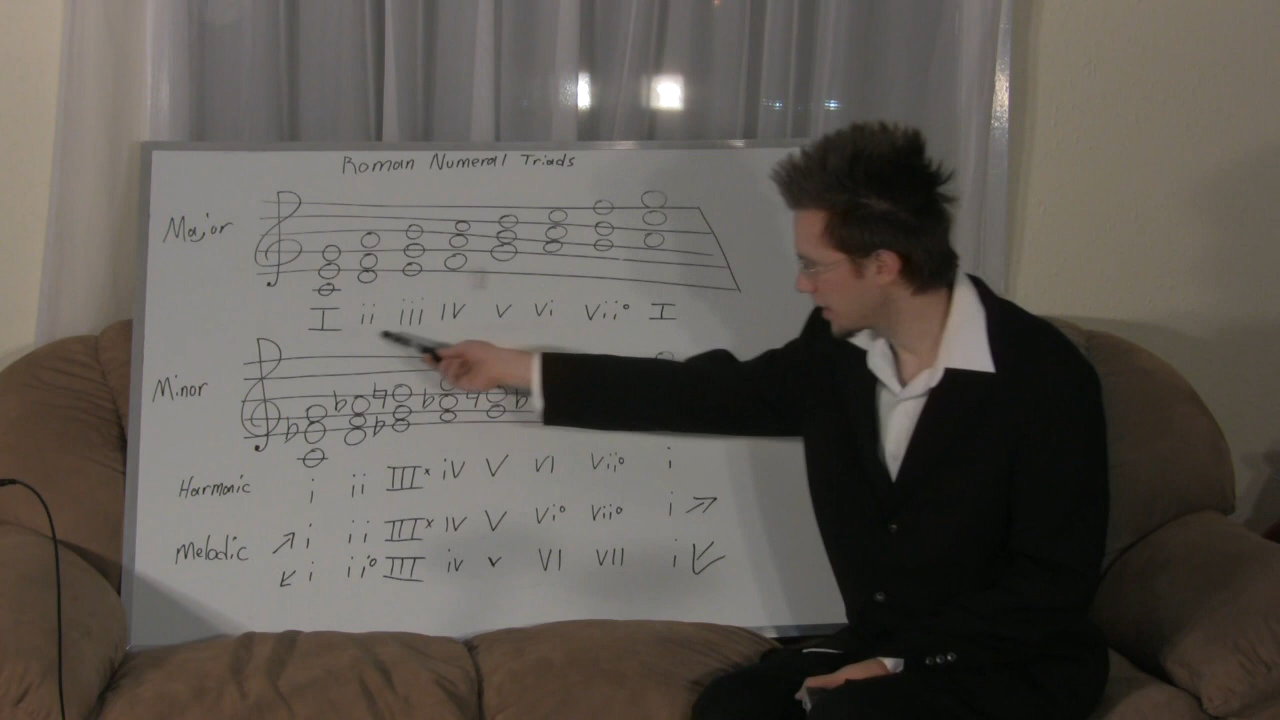 Roman Numeral Triads
Major
I ii iii IV V vi vii° I
Minor
Harmonic i ii III× iv V VI vii° i
Melodic ↗ i ii III× IV V vi° vii° i ↗
↙ i ii° III iv v VI VII i ↙